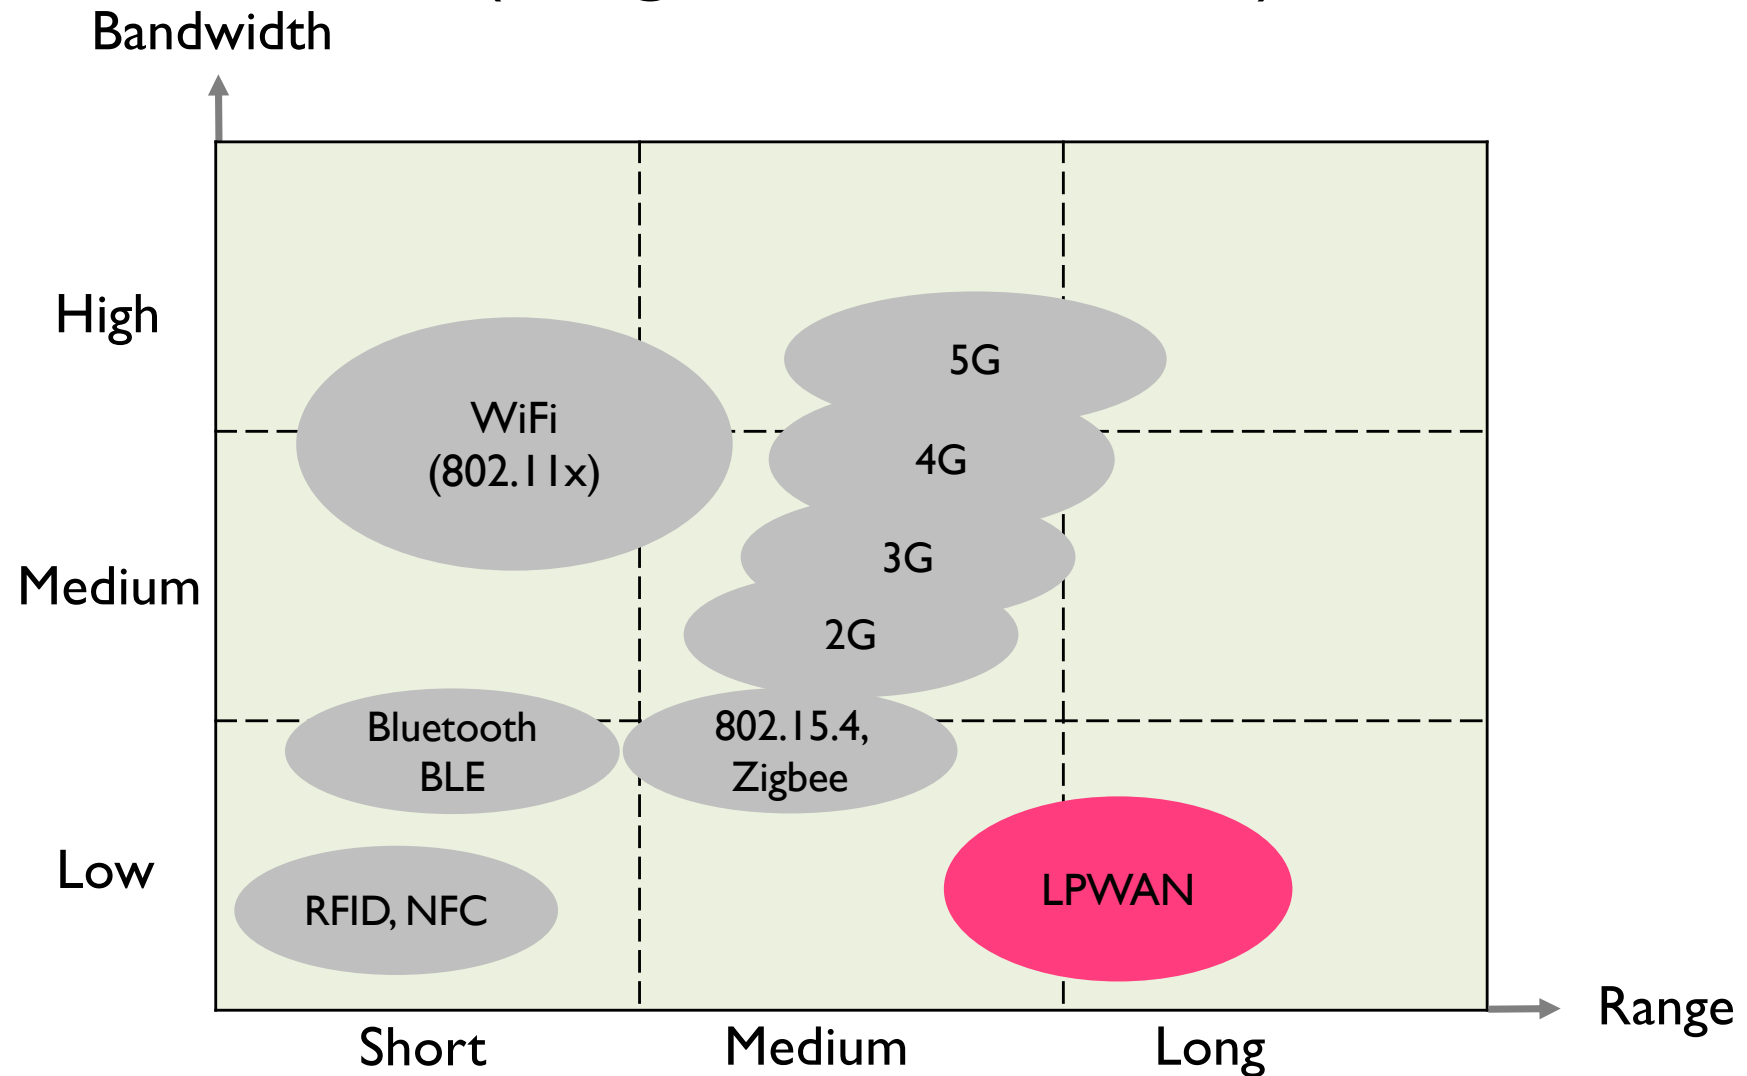 Bandwidth
High
5G
WiFi
(802.11x)
4G
3G
Medium
2G
Bluetooth
BLE
802.15.4,
Zigbee
Low
RFID, NFC
LPWAN
Range
Short
Medium
Long